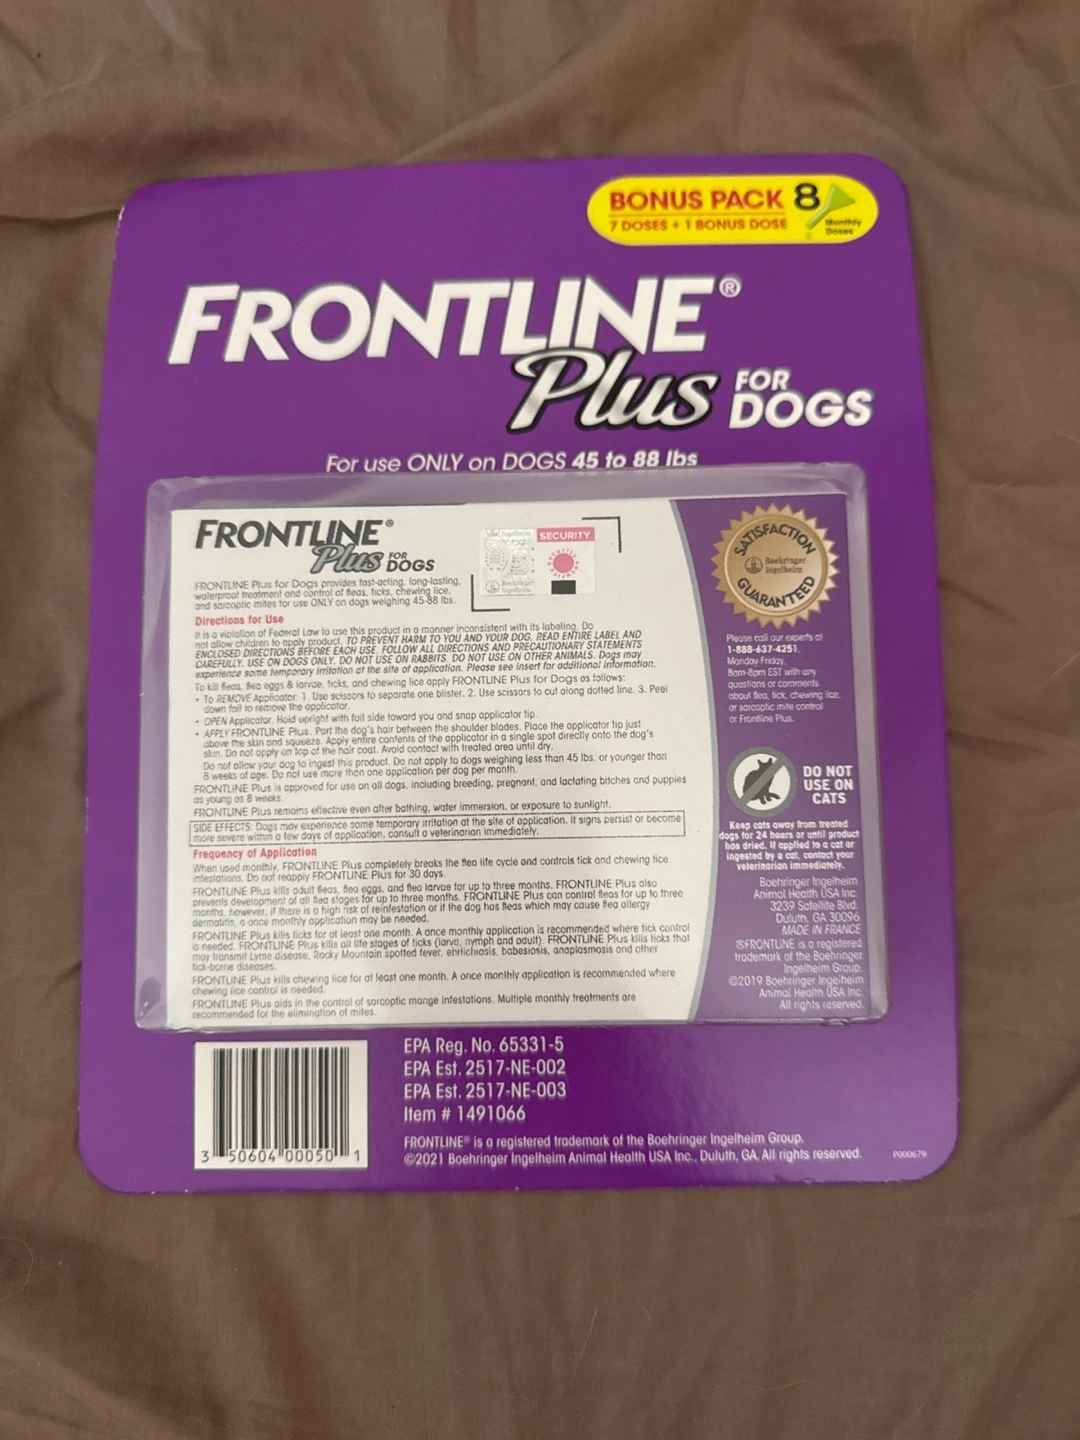 BONUS PACK 8
7 DOSES + 1 BONUS DOSE
Monthly
Doses
FRONTLINE®
Plus FOR
DOGS
For use ONLY on DOGS 45 to 88 lbs
FRONTLINE®
Plus FOR
DOGS
FRONTLINE Plus for Dogs provides fast-acting, long-lasting,
waterproof treatment and control of fleas, ticks, chewing lice,
and sarcoptic mites for use ONLY on dogs weighing 45-88 lbs.
SECURITY
Boehringer
Ingelheim
Directions for Use
It is a violation of Federal Law to use this product in a manner inconsistent with its labeling. Do
not allow children to apply product. TO PREVENT HARM TO YOU AND YOUR DOG, READ ENTIRE LABEL AND
ENCLOSED DIRECTIONS BEFORE EACH USE. FOLLOW ALL DIRECTIONS AND PRECAUTIONARY STATEMENTS
CAREFULLY. USE ON DOGS ONLY. DO NOT USE ON RABBITS. DO NOT USE ON OTHER ANIMALS. Dogs may
experience some temporary irritation at the site of application. Please see insert for additional information.
To kill fleas, flea eggs & larvae, ticks, and chewing lice apply FRONTLINE Plus for Dogs as follows:
• To REMOVE Applicator: 1. Use scissors to separate one blister. 2. Use scissors to cut along dotted line. 3. Peel
down foil to remove the applicator.
• OPEN Applicator. Hold upright with foil side toward you and snap applicator tip.
• APPLY FRONTLINE Plus. Part the dog's hair between the shoulder blades. Place the applicator tip just
above the skin and squeeze. Apply entire contents of the applicator in a single spot directly onto the dog's
skin. Do not apply on top of the hair coat. Avoid contact with treated area until dry.
Do not allow your dog to ingest this product. Do not apply to dogs weighing less than 45 lbs. or younger than
8 weeks of age. Do not use more than one application per dog per month.
FRONTLINE Plus is approved for use on all dogs, including breeding, pregnant, and lactating bitches and puppies
as young as 8 weeks.
FRONTLINE Plus remains effective even after bathing, water immersion, or exposure to sunlight.
SIDE EFFECTS: Dogs may experience some temporary irritation at the site of application. If signs persist or become
more severe within a few days of application, consult a veterinarian immediately.
Frequency of Application
When used monthly, FRONTLINE Plus completely breaks the flea life cycle and controls tick and chewing lice
infestations. Do not reapply FRONTLINE Plus for 30 days.
FRONTLINE Plus kills adult fleas, flea eggs, and flea larvae for up to three months. FRONTLINE Plus also
prevents development of all flea stages for up to three months. FRONTLINE Plus can control fleas for up to three
months, however, if there is a high risk of reinfestation or if the dog has fleas which may cause flea allergy
dermatitis, a once monthly application may be needed.
FRONTLINE Plus kills ticks for at least one month. A once monthly application is recommended where tick control
is needed. FRONTLINE Plus kills all life stages of ticks (larva, nymph and adult). FRONTLINE Plus kills ticks that
may transmit Lyme disease, Rocky Mountain spotted fever, ehrlichiosis, babesiosis, anaplasmosis and other
tick-borne diseases.
FRONTLINE Plus kills chewing lice for at least one month. A once monthly application is recommended where
chewing lice control is needed.
FRONTLINE Plus aids in the control of sarcoptic mange infestations. Multiple monthly treatments are
recommended for the elimination of mites.
SATISFACTION
Boehringer
Ingelheim
GUARANTEED
Please call our experts at
1-888-637-4251,
Monday Friday,
8am-8pm EST with any
questions or comments
about flea, tick, chewing lice,
or sarcoptic mite control
or Frontline Plus.
DO NOT
USE ON
CATS
Keep cats away from treated
dogs for 24 hours or until product
has dried. If applied to a cat or
ingested by a cat, contact your
veterinarian immediately.
Boehringer Ingelheim
Animal Health USA Inc.
3239 Satellite Blvd.
Duluth, GA 30096
MADE IN FRANCE
®FRONTLINE is a registered
trademark of the Boehringer
Ingelheim Group.
©2019 Boehringer Ingelheim
Animal Health USA Inc.
All rights reserved.
3 50604 00050 1
EPA Reg. No. 65331-5
EPA Est. 2517-NE-002
EPA Est. 2517-NE-003
Item # 1491066
FRONTLINE® is a registered trademark of the Boehringer Ingelheim Group.
©2021 Boehringer Ingelheim Animal Health USA Inc., Duluth, GA. All rights reserved.
P000679